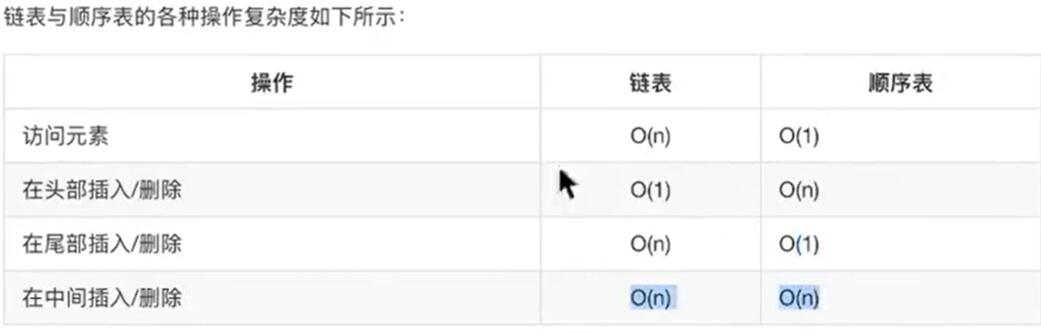 链表与顺序表的各种操作复杂度如下所示：
操作 链表 顺序表
访问元素 O(n) O(1)
在头部插入/删除 O(1) O(n)
在尾部插入/删除 O(n) O(1)
在中间插入/删除 O(n) O(n)